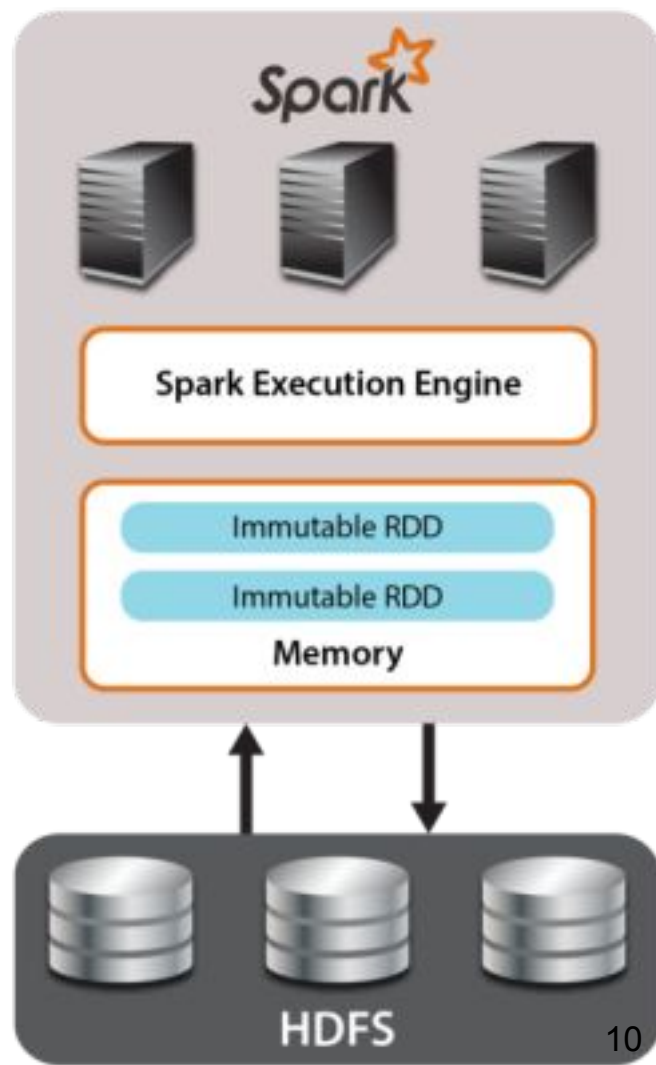 Spark
Spark Execution Engine
Immutable RDD
Immutable RDD
Memory
HDFS
10